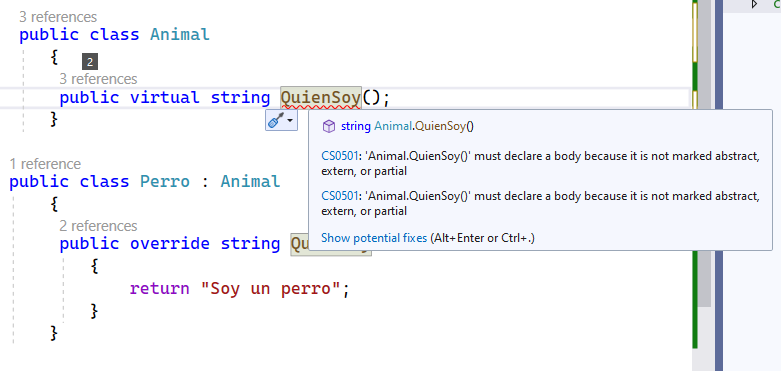 3 references
public class Animal
{
2
3 references
public virtual string QuienSoy();
}
string Animal.QuienSoy()
CS0501: 'Animal.QuienSoy()' must declare a body because it is not marked abstract,
extern, or partial
CS0501: 'Animal.QuienSoy()' must declare a body because it is not marked abstract,
extern, or partial
Show potential fixes (Alt+Enter or Ctrl+.)
1 reference
public class Perro : Animal
{
2 references
public override string
{
return "Soy un perro";
}
}